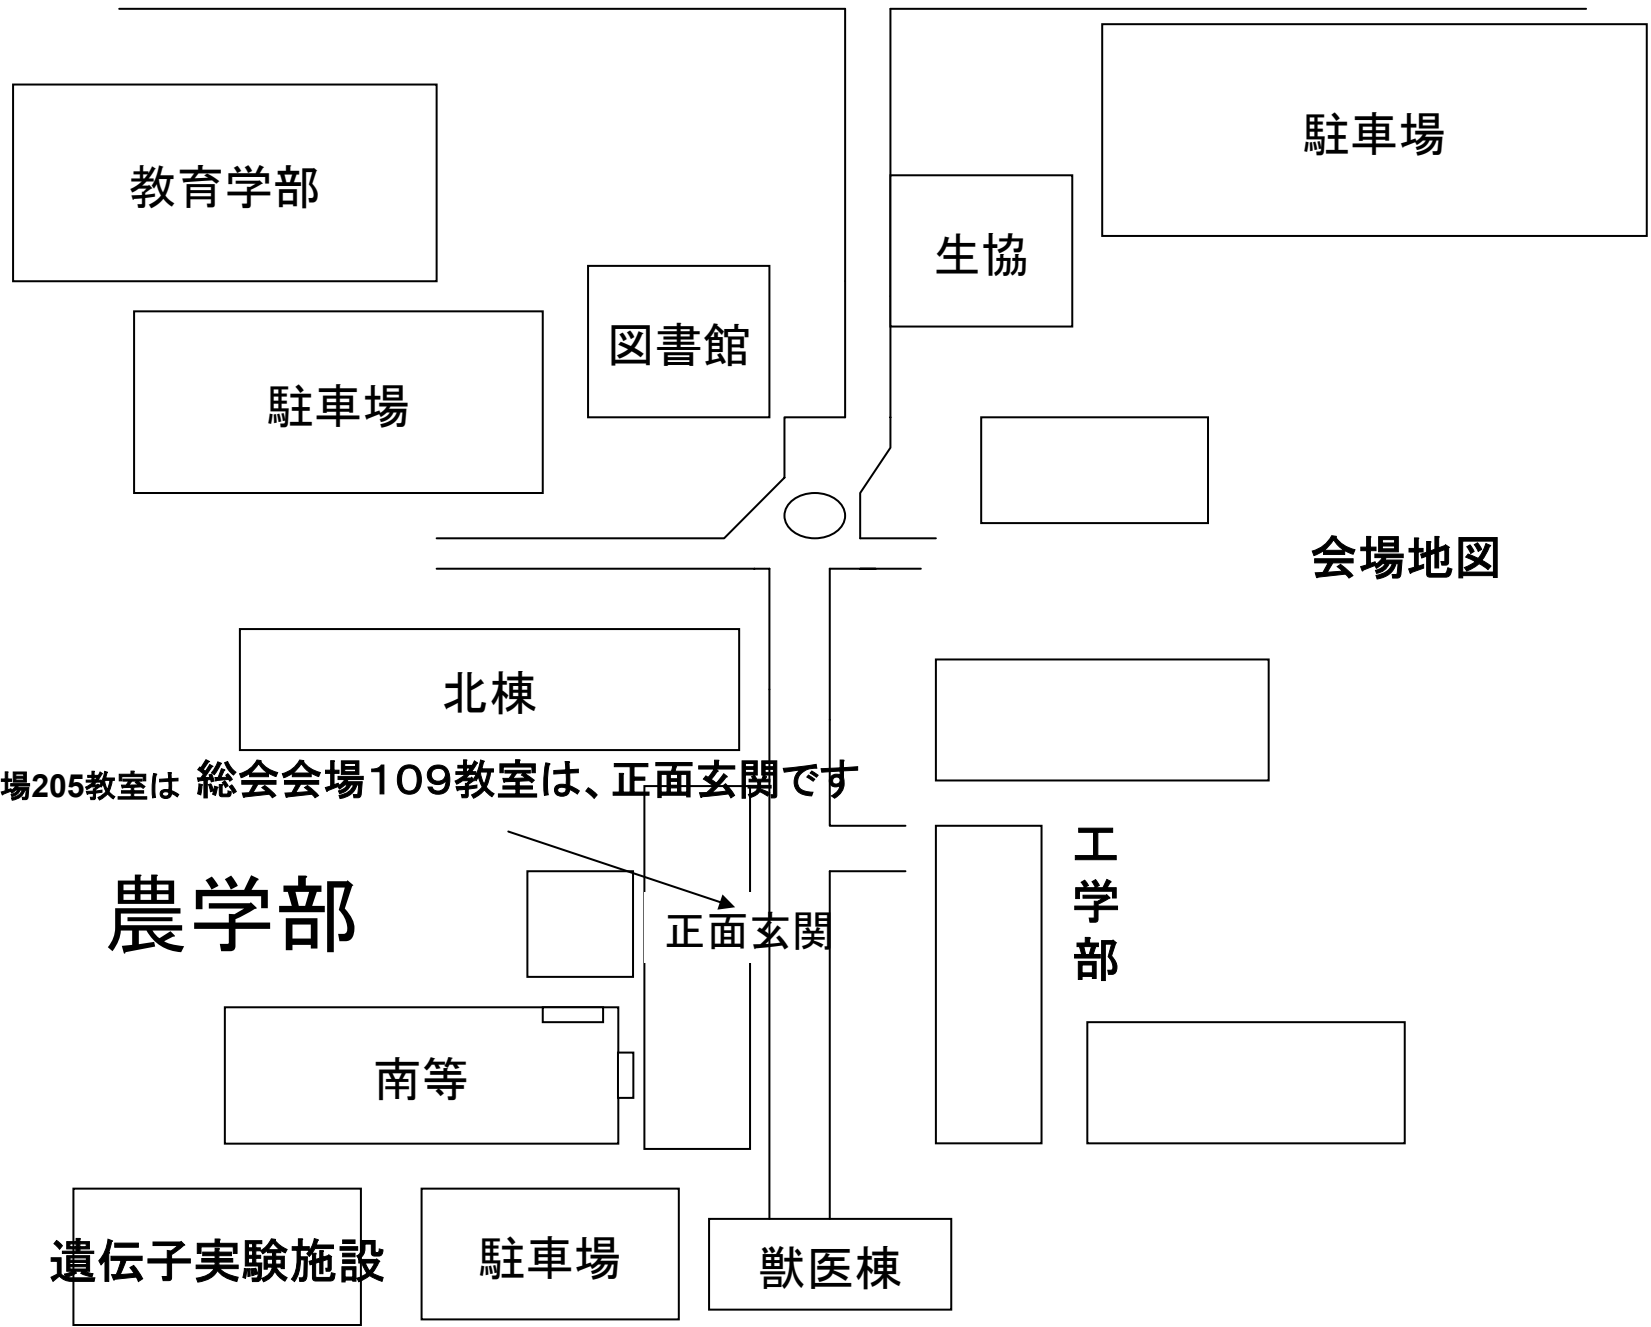 駐車場
教育学部
生協
図書館
駐車場
会場地図
北棟
場205教室は 総会会場109教室は、正面玄関です
工学部
農学部
正面玄関
南等
遺伝子実験施設
駐車場
獣医棟